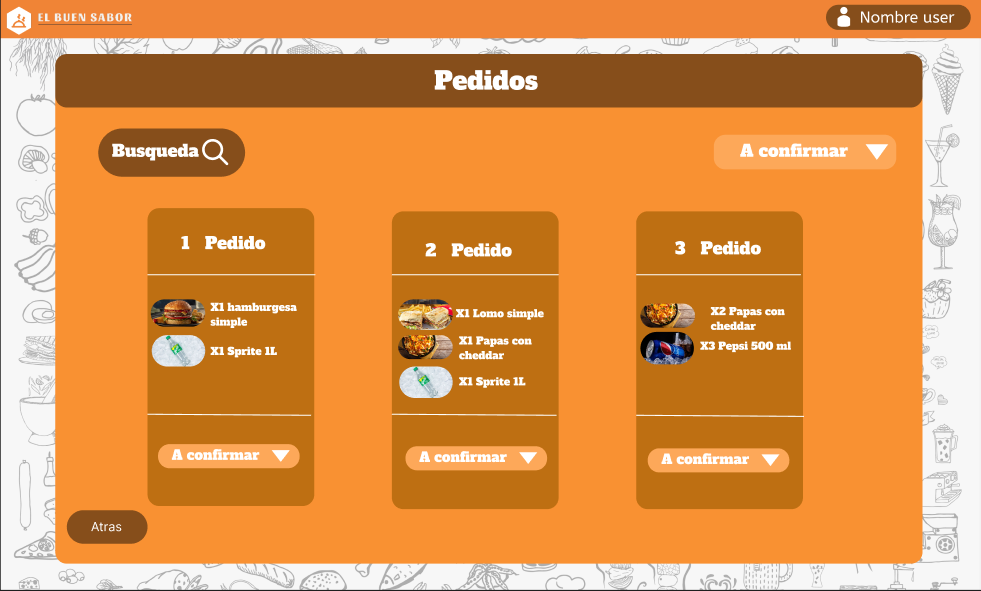 EL BUEN SABOR
Nombre user
Pedidos
Busqueda
A confirmar
1 Pedido
X1 hamburgesa
simple
X1 Sprite 1L
A confirmar
2 Pedido
X1 Lomo simple
X1 Papas con
cheddar
X1 Sprite 1L
A confirmar
3 Pedido
X2 Papas con
cheddar
X3 Pepsi 500 ml
A confirmar
Atras